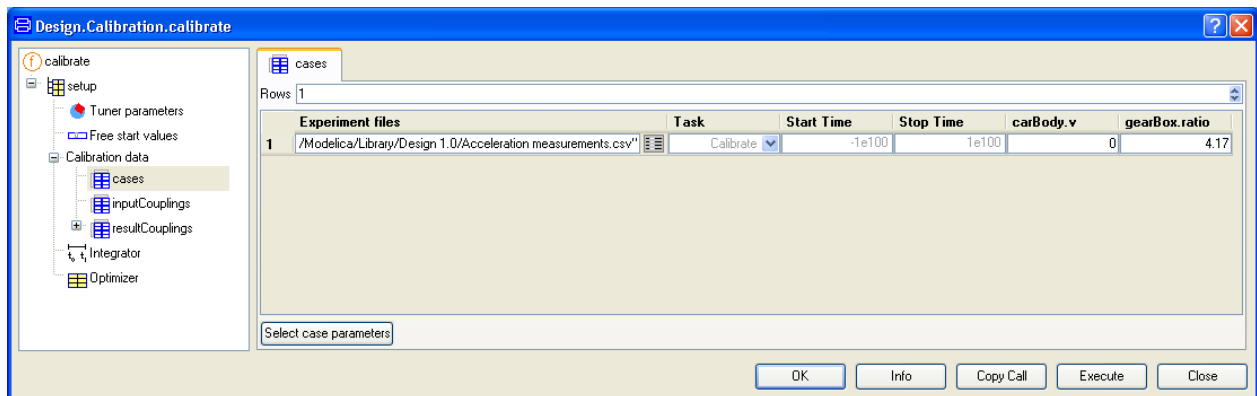 Design.Calibration.calibrate
calibrate
setup
Tuner parameters
Free start values
Calibration data
cases
inputCouplings
resultCouplings
Integrator
Optimizer
cases
Rows 1
Experiment files Task Start Time Stop Time carBody.v gearBox.ratio
1 /Modelica/Library/Design 1.0/Acceleration measurements.csv" Calibrate -1e100 1e100 0 4.17
Select case parameters
OK Info Copy Call Execute Close